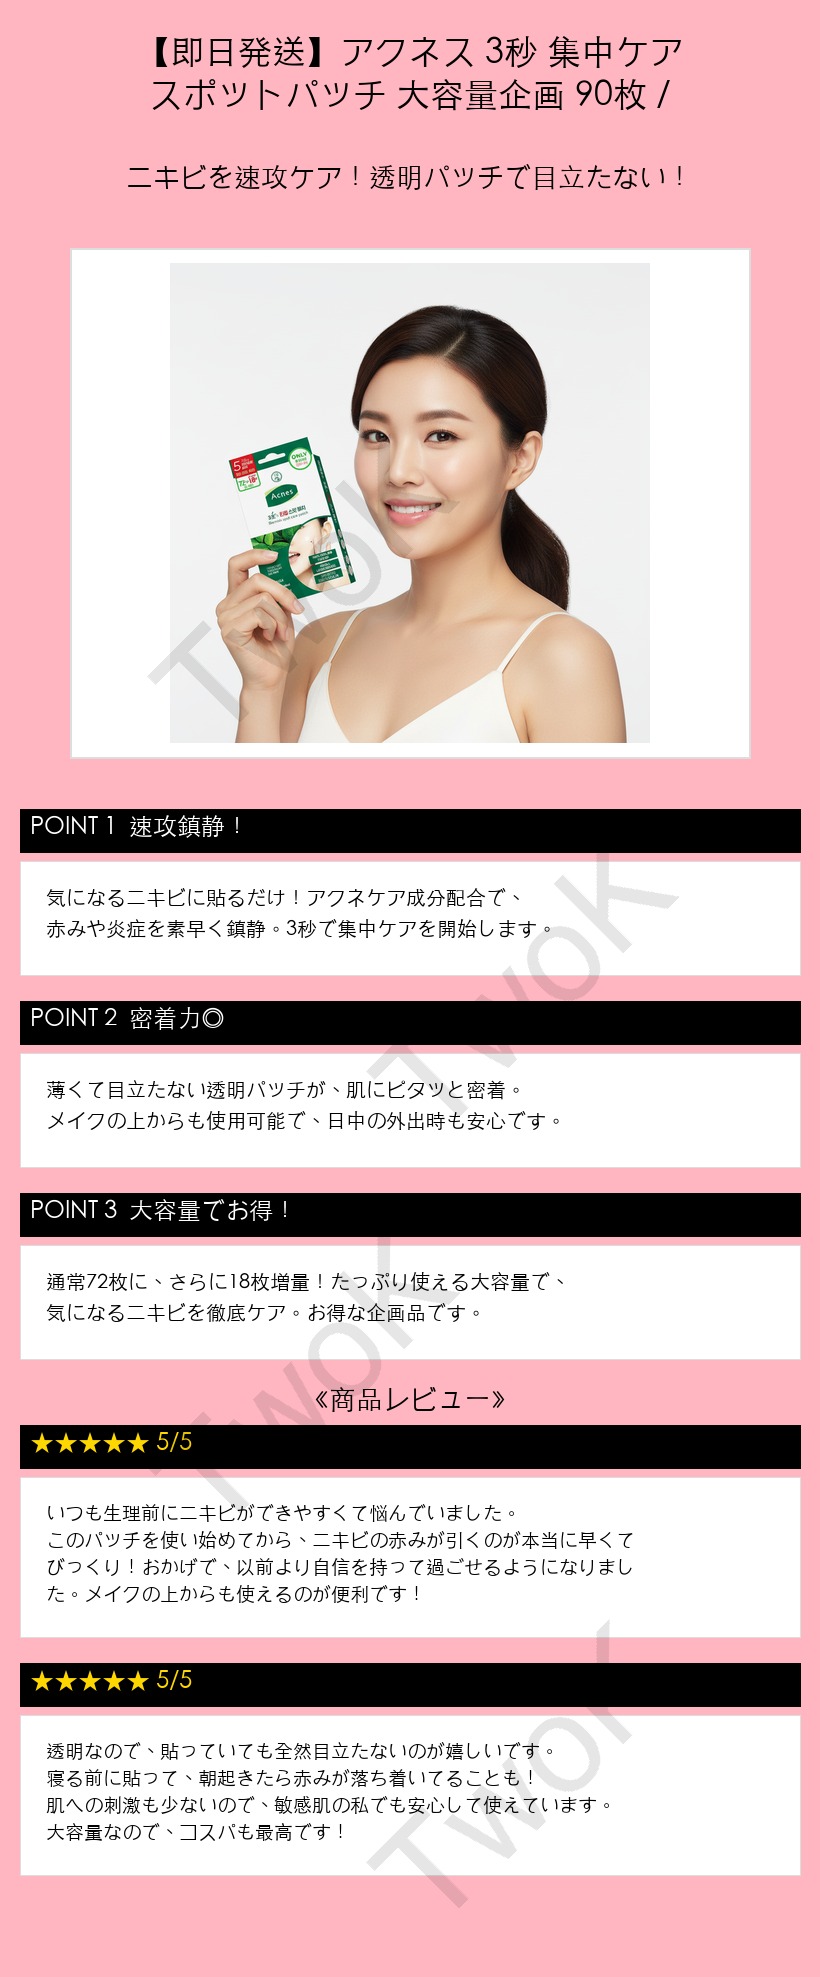 【即日発送】アクネス 3秒 集中ケア
スポットパッチ 大容量企画 90枚 /
ニキビを速攻ケア！透明パッチで目立たない！
ONLY
72+18
Acnes
3초 스팟 패치
TwoK
POINT 1 速攻鎮静！
気になるニキビに貼るだけ！アクネケア成分配合で、
赤みや炎症を素早く鎮静。3秒で集中ケアを開始します。
TwoK
POINT 2 密着力◎
薄くて目立たない透明パッチが、肌にピタッと密着。
メイクの上からも使用可能で、日中の外出時も安心です。
POINT 3 大容量でお得！
通常72枚に、さらに18枚増量！たっぷり使える大容量で、
気になるニキビを徹底ケア。お得な企画品です。
TwoK
《商品レビュー》
★★★★★ 5/5
いつも生理前にニキビができやすくて悩んでいました。
このパッチを使い始めてから、ニキビの赤みが引くのが本当に早くて
びっくり！おかげで、以前より自信を持って過ごせるようになりまし
た。メイクの上からも使えるのが便利です！
★★★★★ 5/5
透明なので、貼っていても全然目立たないのが嬉しいです。
寝る前に貼って、朝起きたら赤みが落ち着いてることも！
肌への刺激も少ないので、敏感肌の私でも安心して使えています。
大容量なので、コスパも最高です！
TwoK